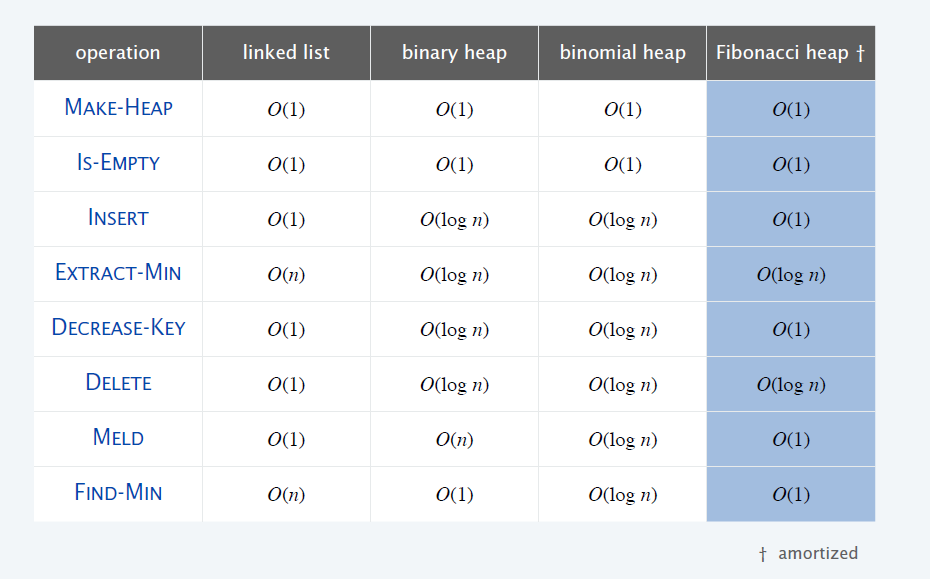 operation linked list binary heap binomial heap Fibonacci heap †
MAKE-HEAP O(1) O(1) O(1) O(1)
IS-EMPTY O(1) O(1) O(1) O(1)
INSERT O(1) O(log n) O(log n) O(1)
EXTRACT-MIN O(n) O(log n) O(log n) O(log n)
DECREASE-KEY O(1) O(log n) O(log n) O(1)
DELETE O(1) O(log n) O(log n) O(log n)
MELD O(1) O(n) O(log n) O(1)
FIND-MIN O(n) O(1) O(log n) O(1)
† amortized